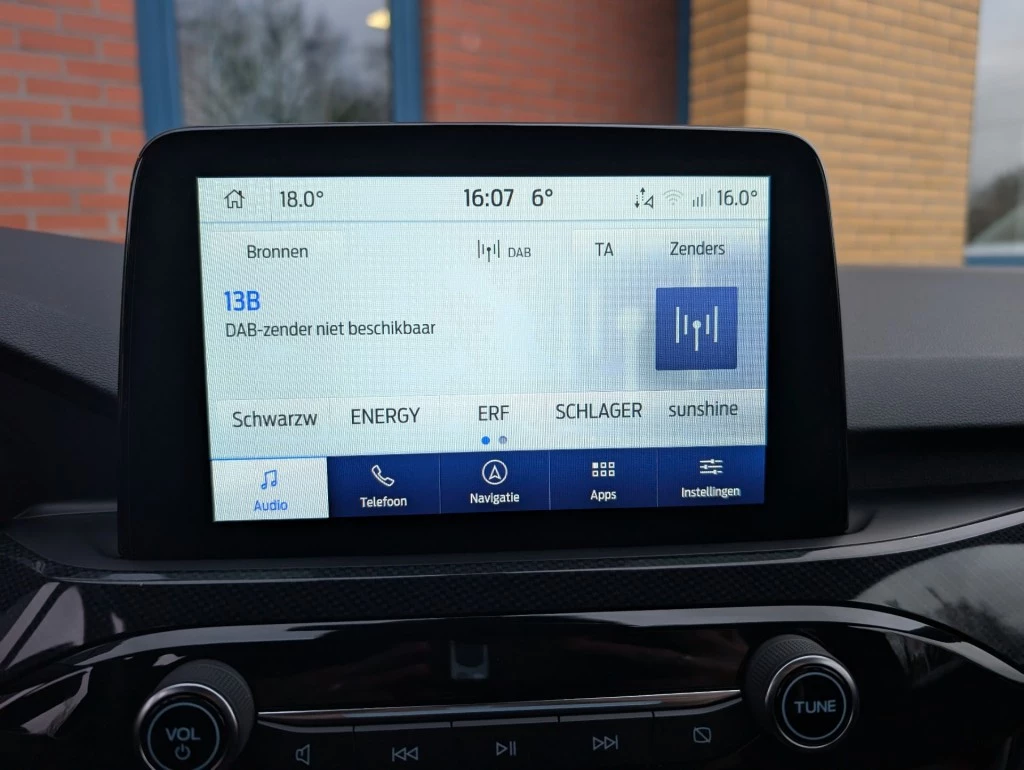 18.0° 16:07 6° 16.0°
Bronnen DAB TA Zenders
13B
DAB-zender niet beschikbaar
Schwarzw ENERGY ERF SCHLAGER sunshine
Audio Telefoon Navigatie Apps Instellingen
VOL TUNE